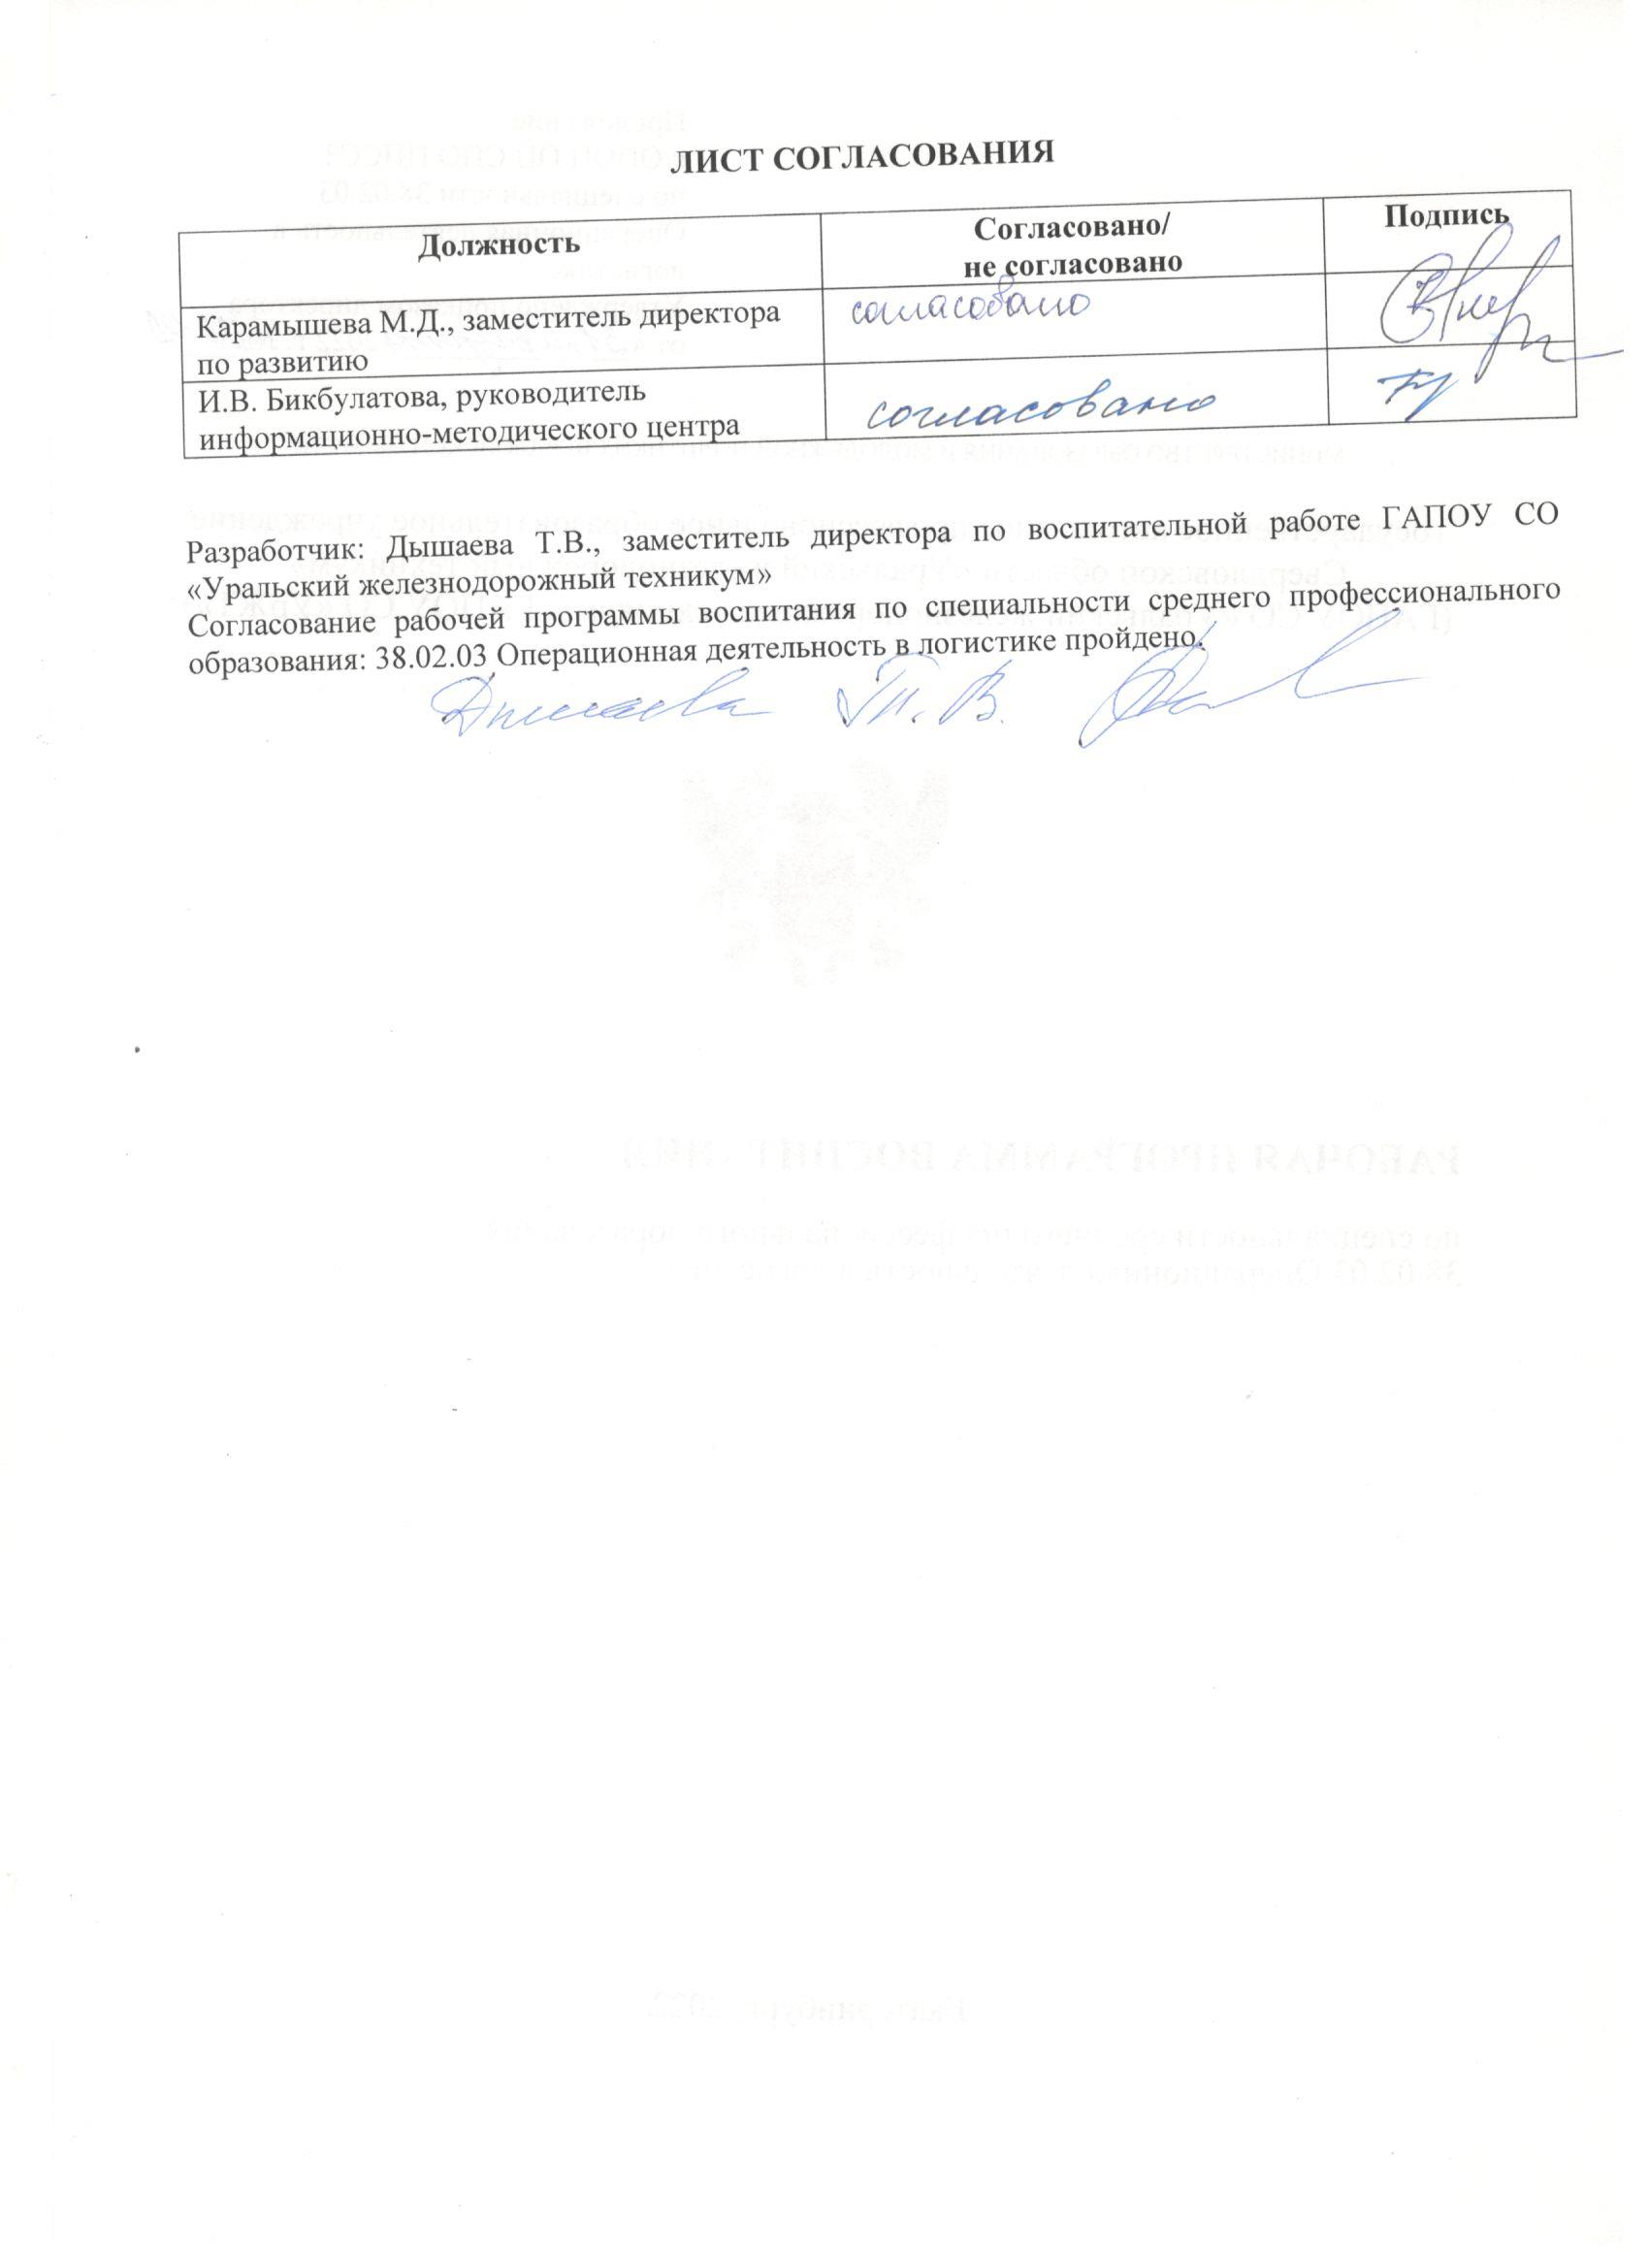 ЛИСТ СОГЛАСОВАНИЯ
Должность
Согласовано/
не согласовано
Подпись
Карамышева М.Д., заместитель директора
по развитию
согласовано
И.В. Бикбулатова, руководитель
информационно-методического центра
согласовано
Разработчик: Дышаева Т.В., заместитель директора по воспитательной работе ГАПОУ СО
«Уральский железнодорожный техникум»
Согласование рабочей программы воспитания по специальности среднего профессионального
образования: 38.02.03 Операционная деятельность в логистике пройдено.
Дышаева Т.В.